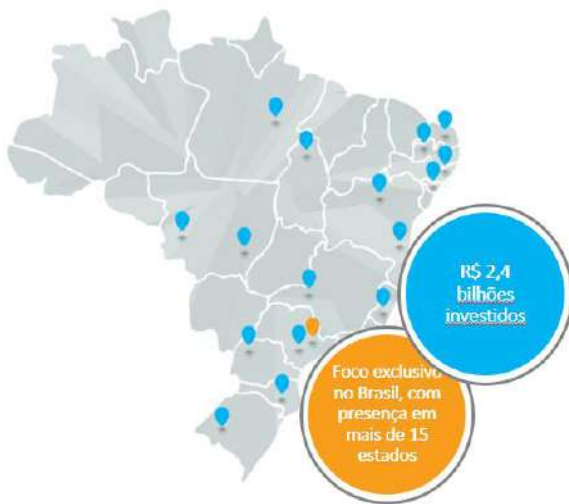 R$ 2,4
bilhões
investidos
Foco exclusivo
no Brasil, com
presença em
mais de 15
estados